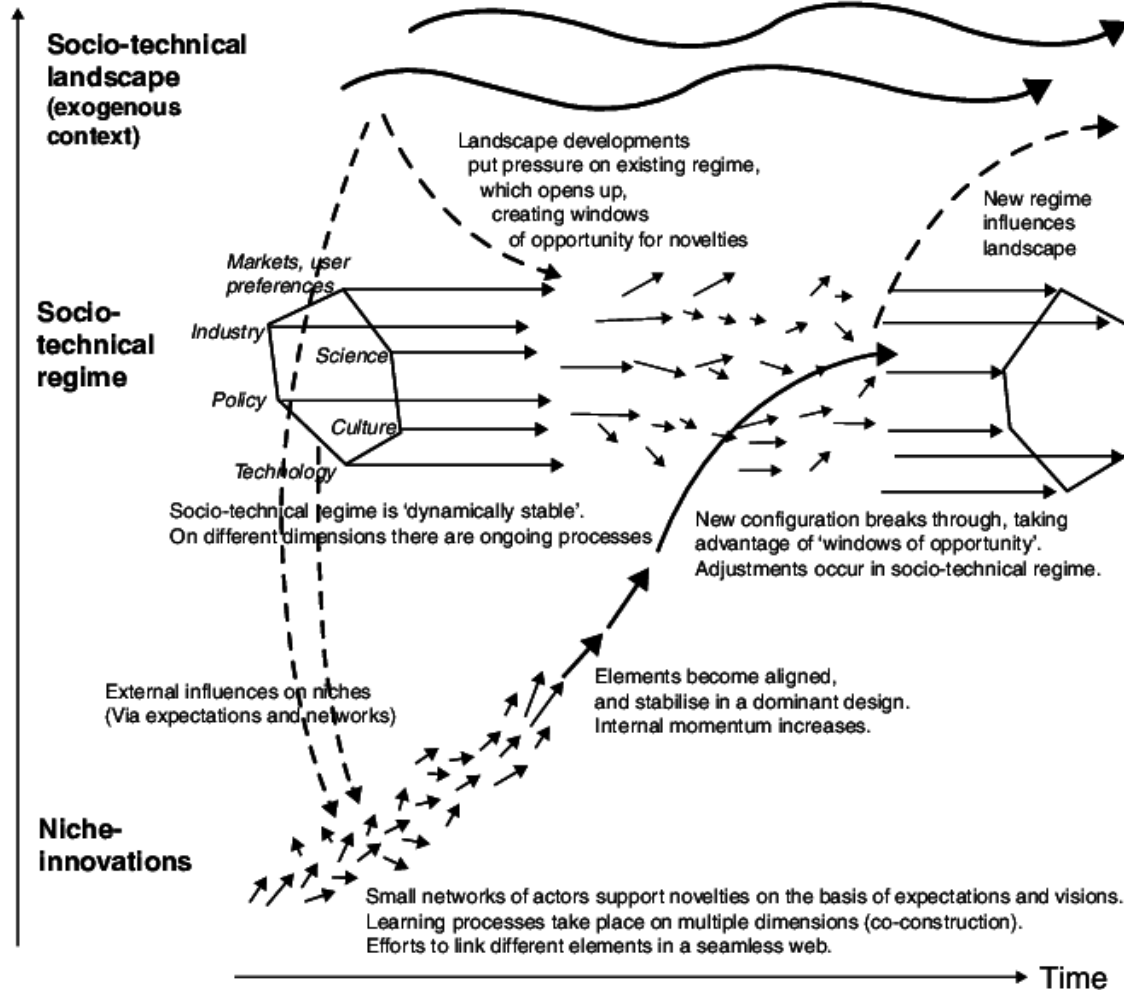 Socio-technical
landscape
(exogenous
context)
Landscape developments
put pressure on existing regime,
which opens up,
creating windows
of opportunity for novelties
New regime
influences
landscape
Markets, user
preferences
Industry
Science
Policy
Culture
Technology
Socio-
technical
regime
Socio-technical regime is ‘dynamically stable’.
On different dimensions there are ongoing processes
New configuration breaks through, taking
advantage of ‘windows of opportunity’.
Adjustments occur in socio-technical regime.
External influences on niches
(Via expectations and networks)
Elements become aligned,
and stabilise in a dominant design.
Internal momentum increases.
Niche-
innovations
Small networks of actors support novelties on the basis of expectations and visions.
Learning processes take place on multiple dimensions (co-construction).
Efforts to link different elements in a seamless web.
Time